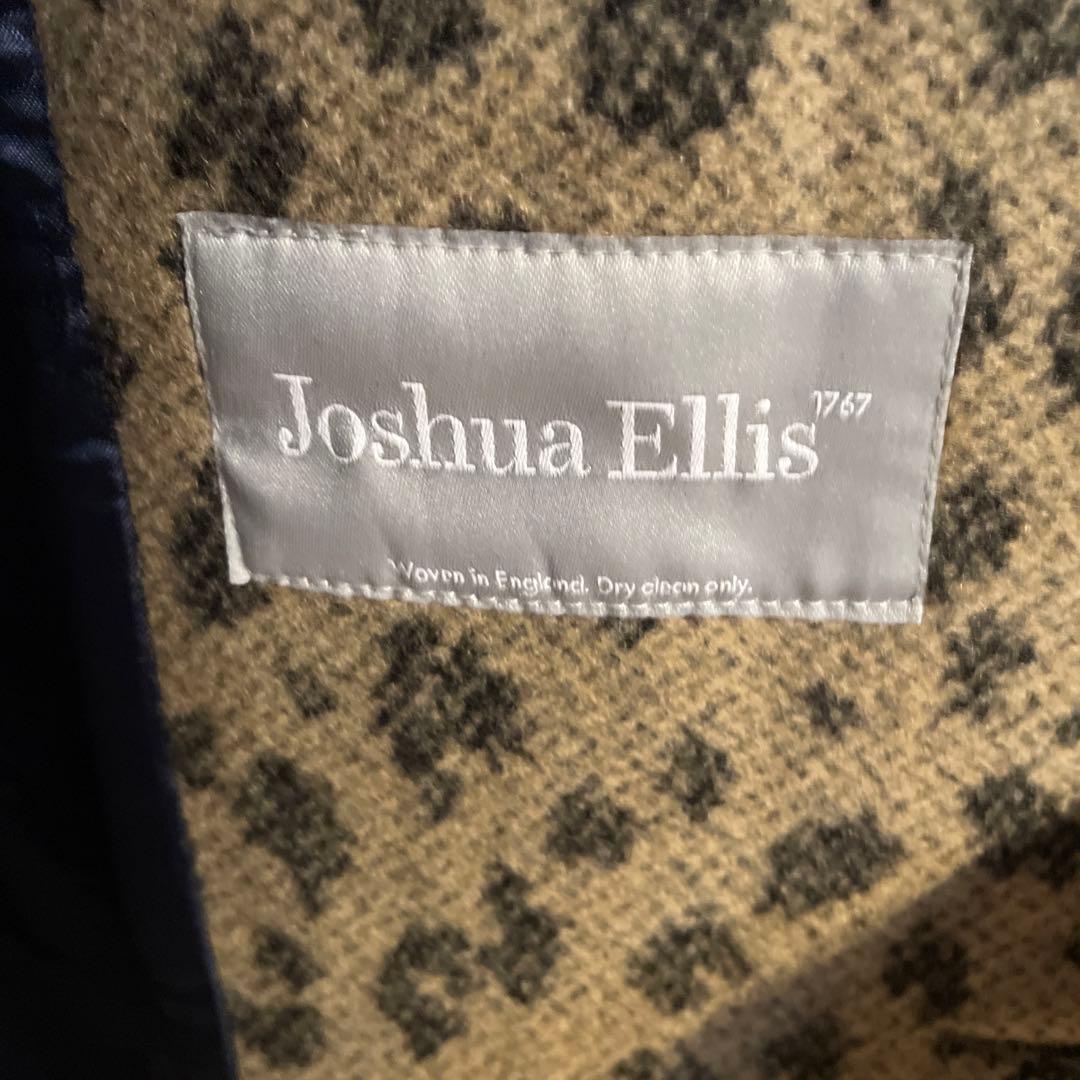 Joshua Ellis 1767
Woven in England. Dry clean only.